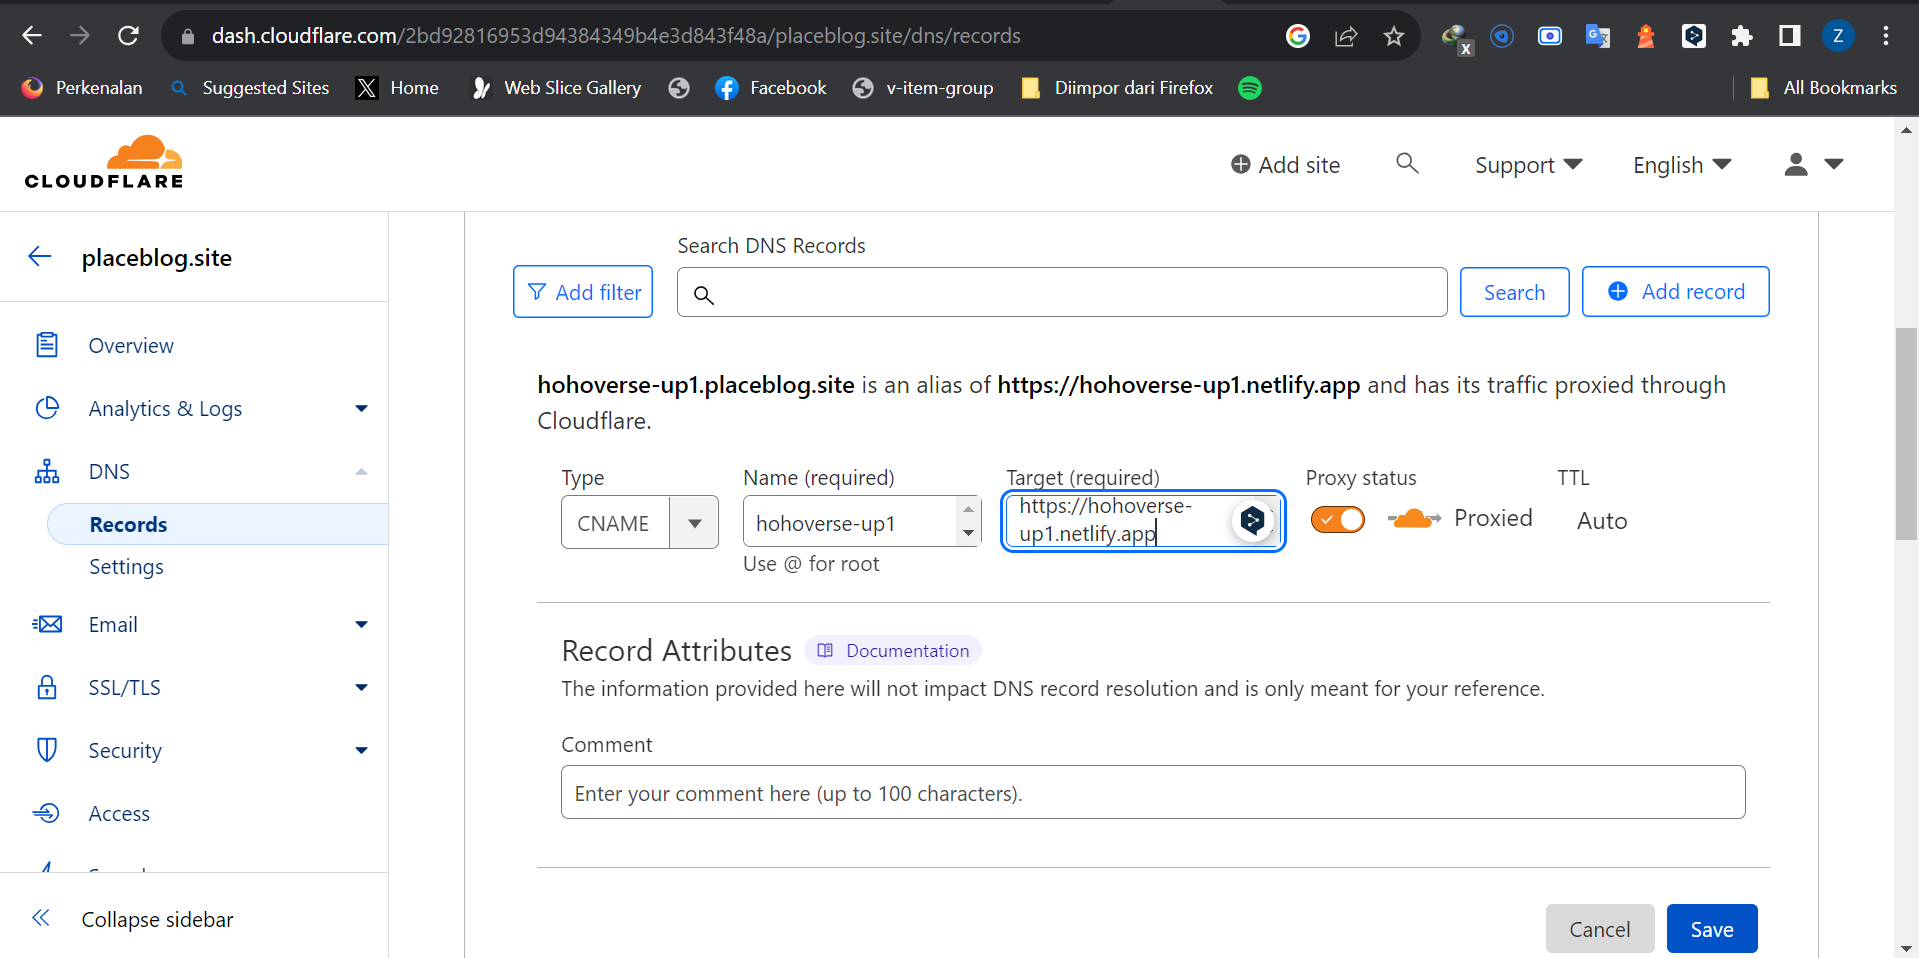 dash.cloudflare.com/2bd92816953d94384349b4e3d843f48a/placeblog.site/dns/records
G
x
Z
Perkenalan
Suggested Sites
Home
Web Slice Gallery
Facebook
v-item-group
Diimpor dari Firefox
All Bookmarks
CLOUDFLARE
Add site
Support
English
placeblog.site
Overview
Analytics & Logs
DNS
Records
Settings
Email
SSL/TLS
Security
Access
Collapse sidebar
Search DNS Records
Add filter
Search
Add record
hohoverse-up1.placeblog.site is an alias of https://hohoverse-up1.netlify.app and has its traffic proxied through
Cloudflare.
Type
Name (required)
Target (required)
Proxy status
TTL
CNAME
hohoverse-up1
https://hohoverse-
up1.netlify.app
Proxied
Auto
Use @ for root
Record Attributes
Documentation
The information provided here will not impact DNS record resolution and is only meant for your reference.
Comment
Enter your comment here (up to 100 characters).
Cancel
Save